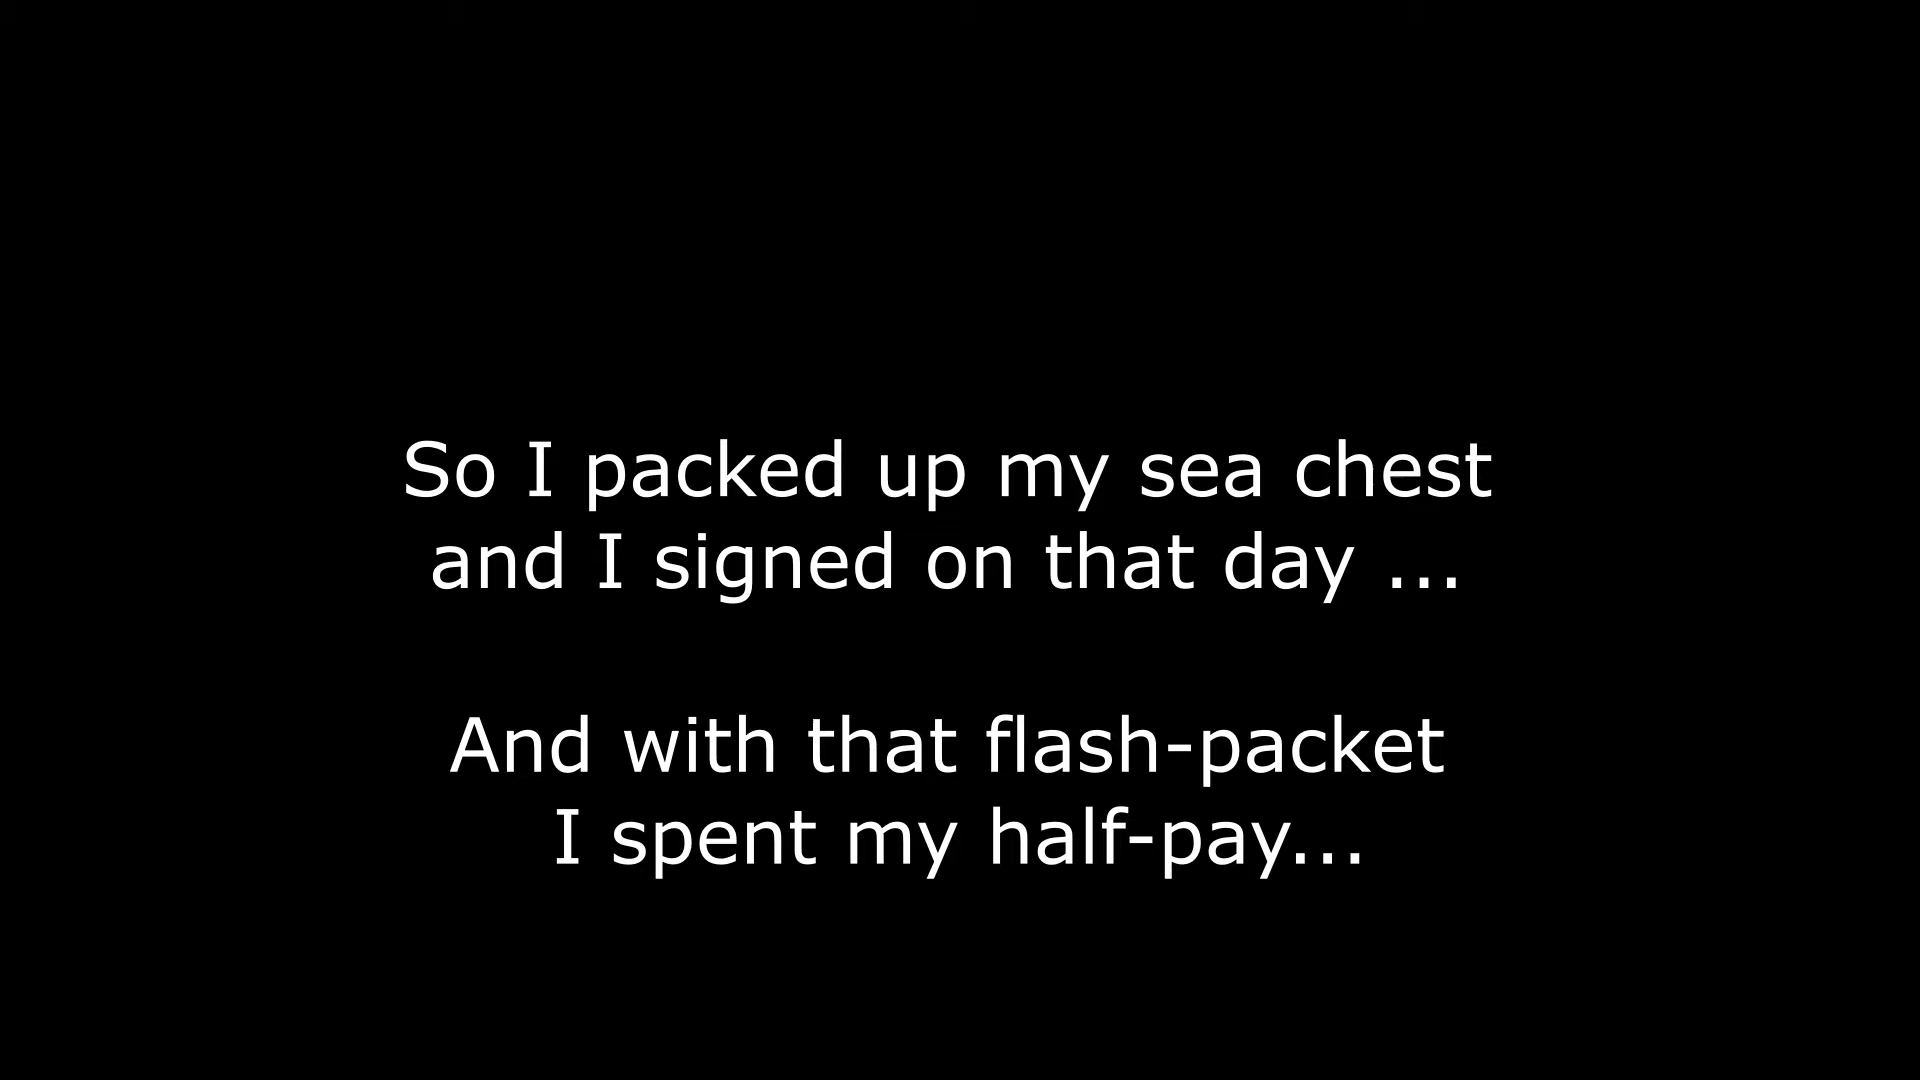 So I packed up my sea chest
and I signed on that day ...
And with that flash-packet
I spent my half-pay...